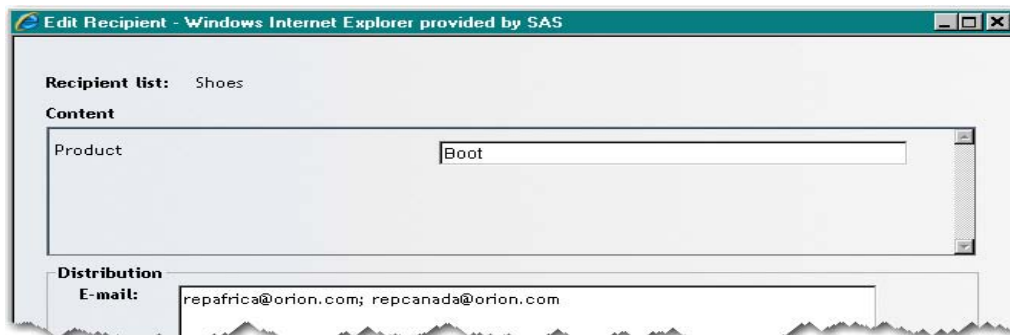 Edit Recipient - Windows Internet Explorer provided by SAS
Recipient list: Shoes
Content
Product Boot
Distribution
E-mail: repafrica@orion.com; repcanada@orion.com